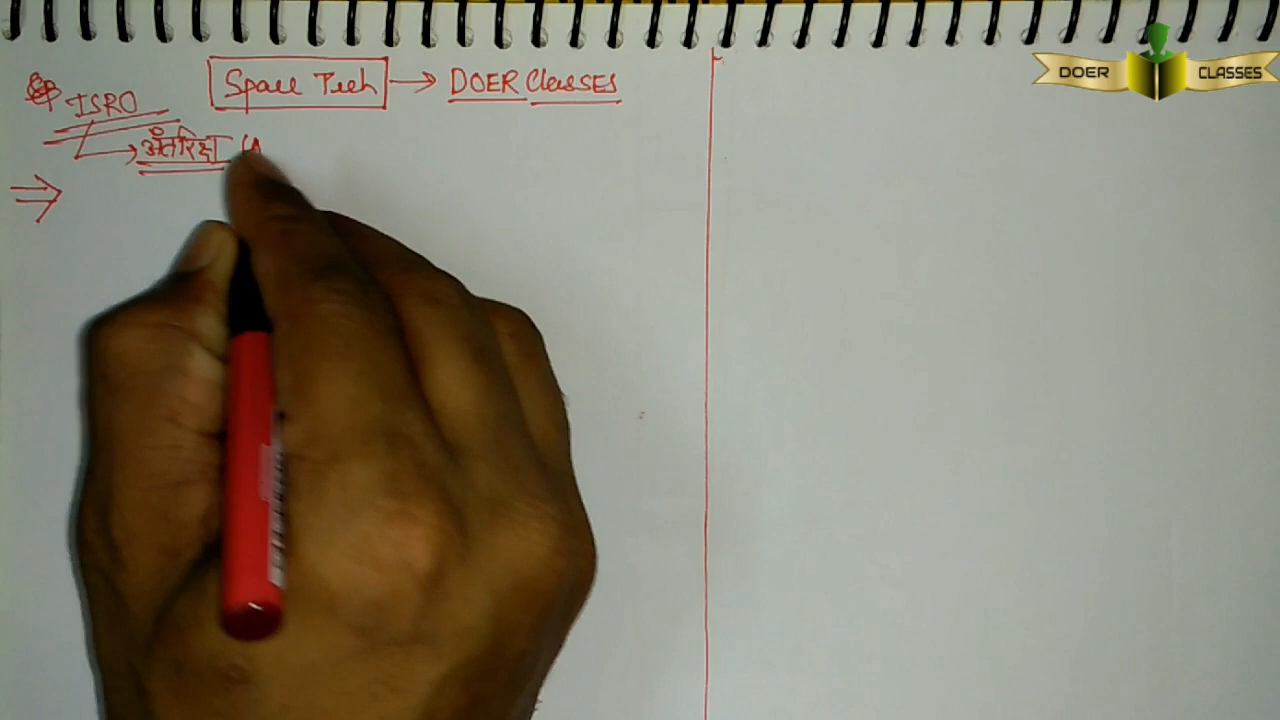 Space Tech → DOER ClassES
ISRO
अंतरिक्ष
DOER CLASSES